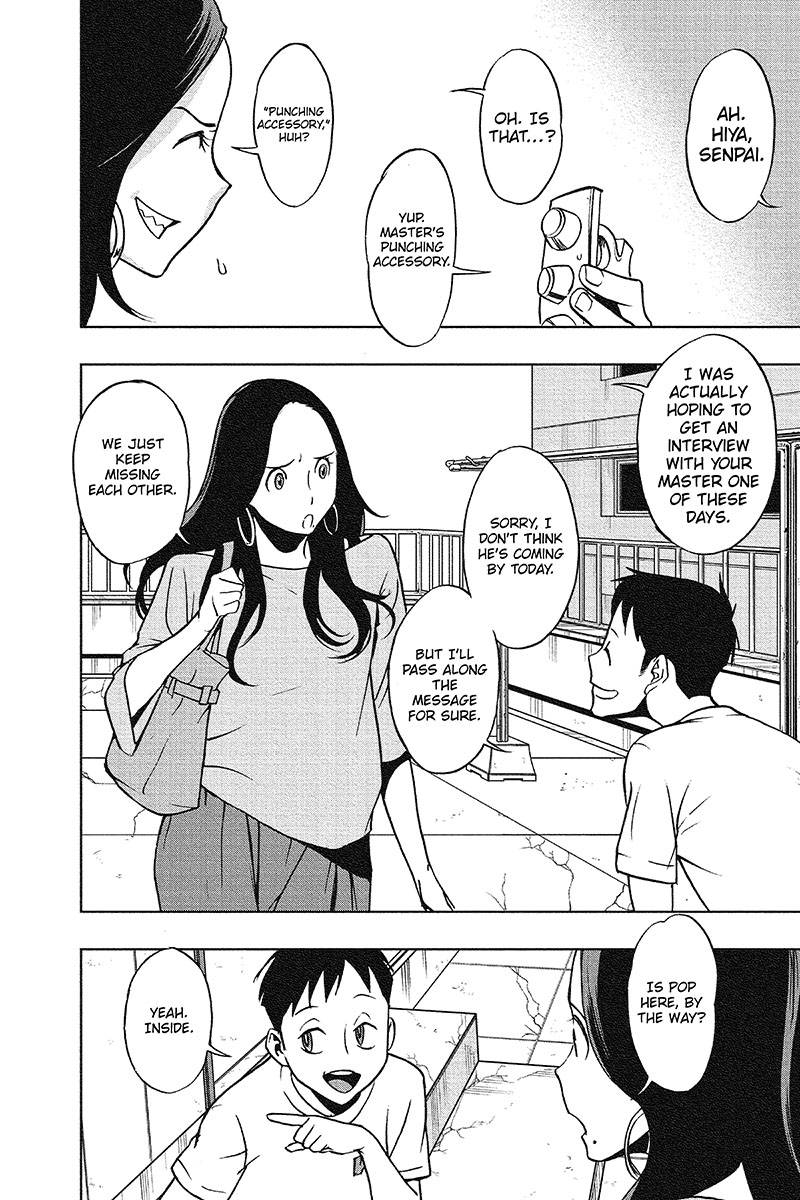 AH.
HIYA,
SENPAI.
OH. IS
THAT...?
YUP.
MASTER'S
PUNCHING
ACCESSORY.
"PUNCHING
ACCESSORY,"
HUH?
I WAS
ACTUALLY
HOPING TO
GET AN
INTERVIEW
WITH YOUR
MASTER ONE
OF THESE
DAYS.
SORRY, I
DON'T THINK
HE'S COMING
BY TODAY.
BUT I'LL
PASS ALONG
THE
MESSAGE
FOR SURE.
WE JUST
KEEP
MISSING
EACH OTHER.
IS POP
HERE, BY
THE WAY?
YEAH.
INSIDE.